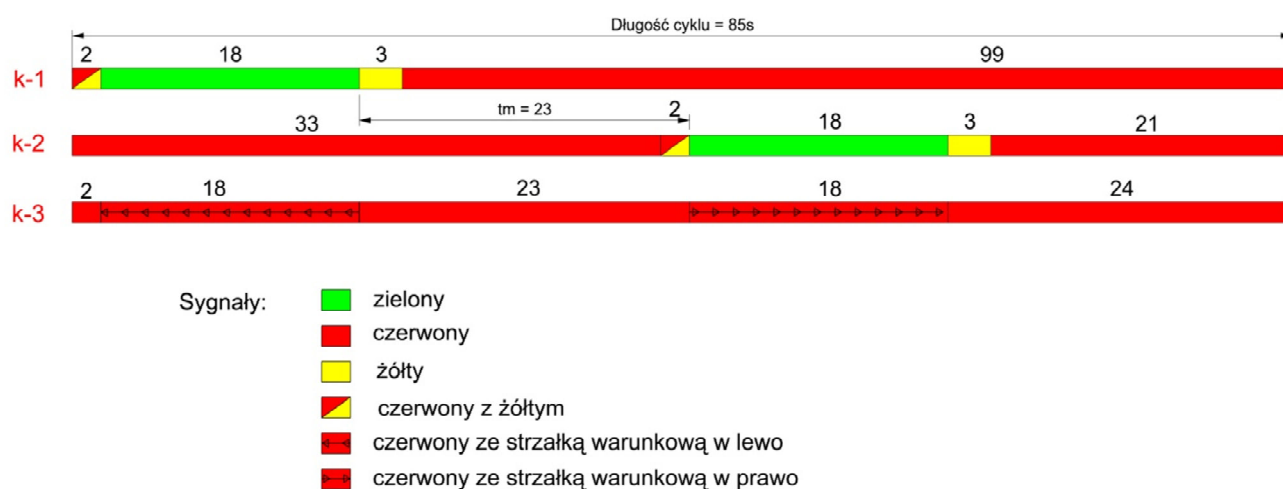 Długość cyklu = 85s
2 18 3 99
k-1
tm = 23
33 2 18 3 21
k-2
2 18 23 18 24
k-3
Sygnały:
zielony
czerwony
żółty
czerwony z żółtym
czerwony ze strzałką warunkową w lewo
czerwony ze strzałką warunkową w prawo